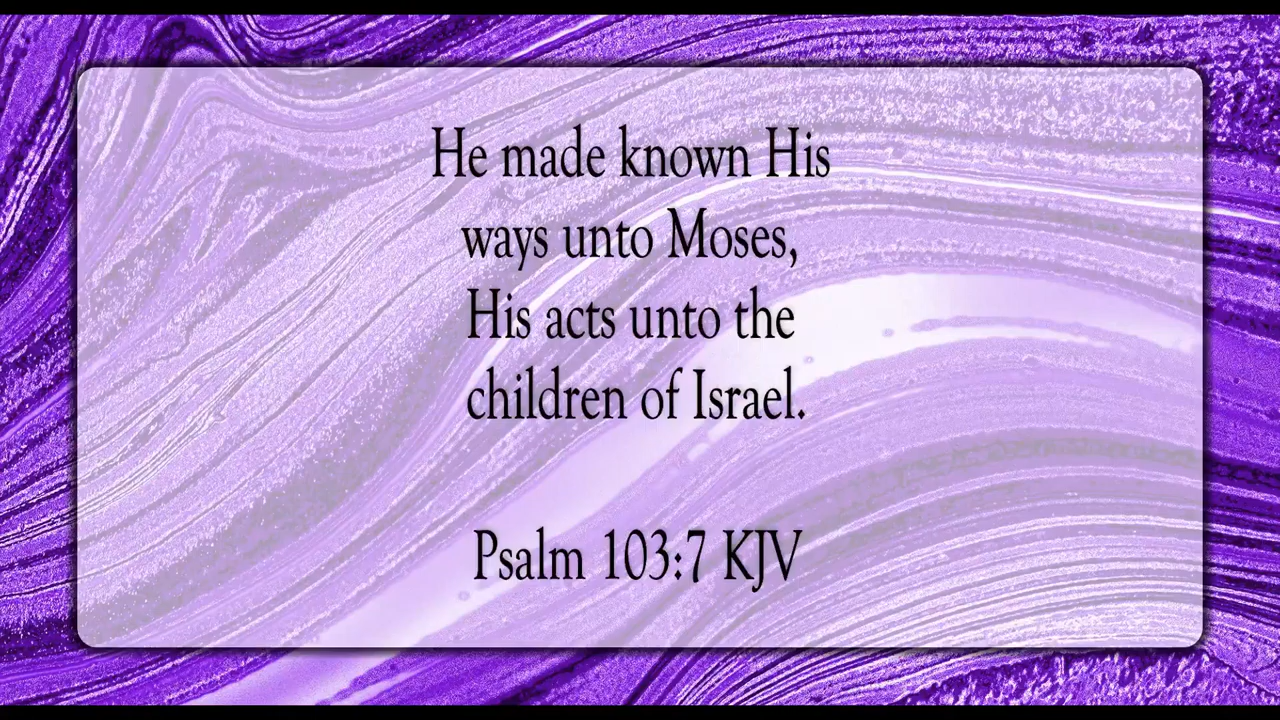 He made known His
ways unto Moses,
His acts unto the
children of Israel.
Psalm 103:7 KJV